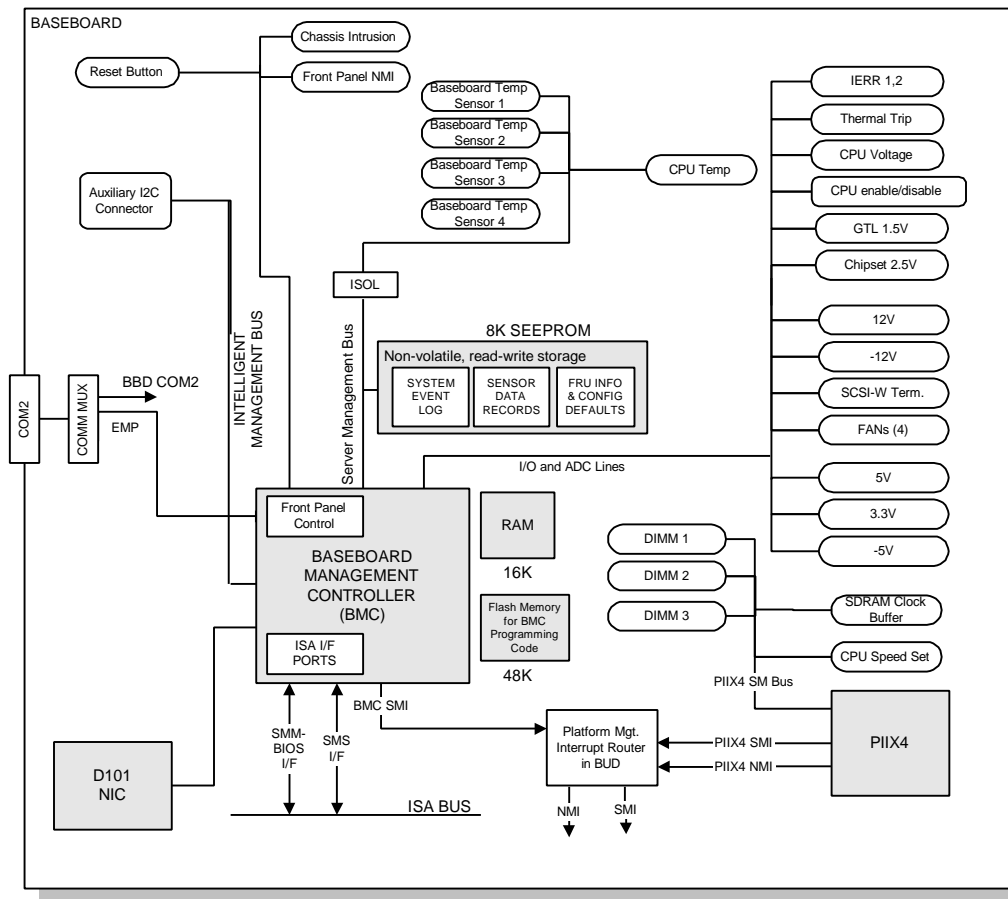 BASEBOARD
Chassis Intrusion
Reset Button
Front Panel NMI
Baseboard Temp
Sensor 1
Baseboard Temp
Sensor 2
Baseboard Temp
Sensor 3
Baseboard Temp
Sensor 4
CPU Temp
IERR 1,2
Thermal Trip
CPU Voltage
CPU enable/disable
GTL 1.5V
Chipset 2.5V
12V
-12V
SCSI-W Term.
FANs (4)
5V
3.3V
-5V
Auxiliary I2C
Connector
ISOL
INTELLIGENT
MANAGEMENT BUS
Server Management Bus
8K SEEPROM
Non-volatile, read-write storage
SYSTEM
EVENT
LOG
SENSOR
DATA
RECORDS
FRU INFO
& CONFIG
DEFAULTS
COM2
COMM MUX
BBD COM2
EMP
I/O and ADC Lines
Front Panel
Control
BASEBOARD
MANAGEMENT
CONTROLLER
(BMC)
ISA I/F
PORTS
RAM
16K
Flash Memory
for BMC
Programming
Code
48K
DIMM 1
DIMM 2
DIMM 3
SDRAM Clock
Buffer
CPU Speed Set
PIIX4 SM Bus
BMC SMI
SMM-
BIOS
I/F
SMS
I/F
Platform Mgt.
Interrupt Router
in BUD
PIIX4 SMI
PIIX4 NMI
PIIX4
D101
NIC
ISA BUS
NMI
SMI